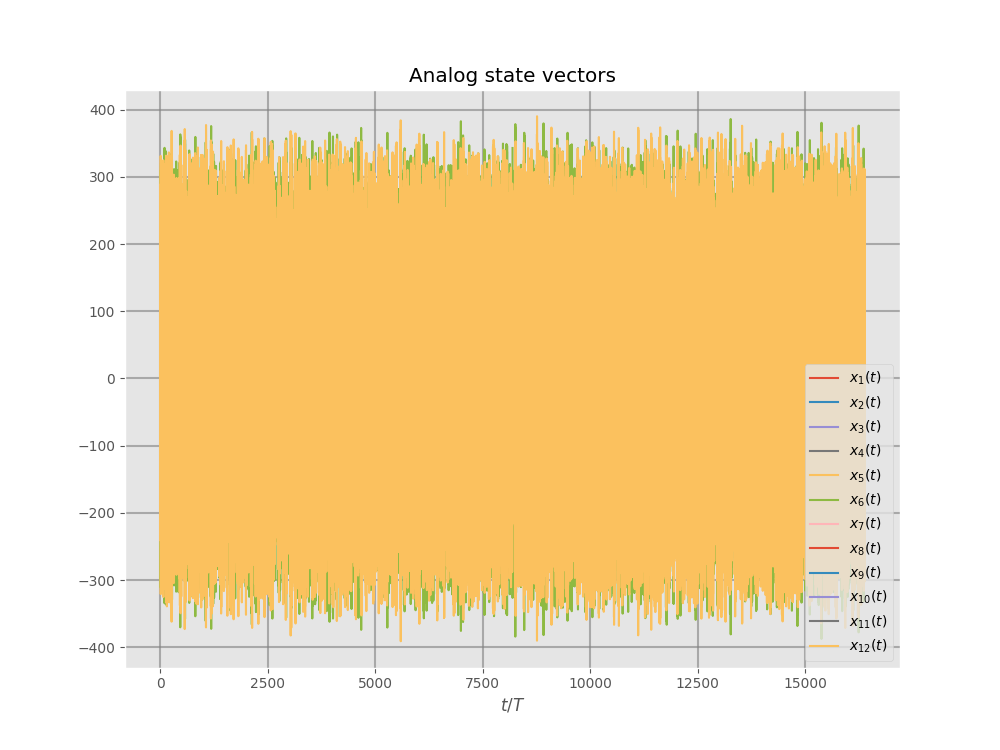 Analog state vectors
400
300
200
100
0
−100
−200
−300
−400
0
2500
5000
7500
10000
12500
15000
t/T
x₁(t)
x₂(t)
x₃(t)
x₄(t)
x₅(t)
x₆(t)
x₇(t)
x₈(t)
x₉(t)
x₁₀(t)
x₁₁(t)
x₁₂(t)